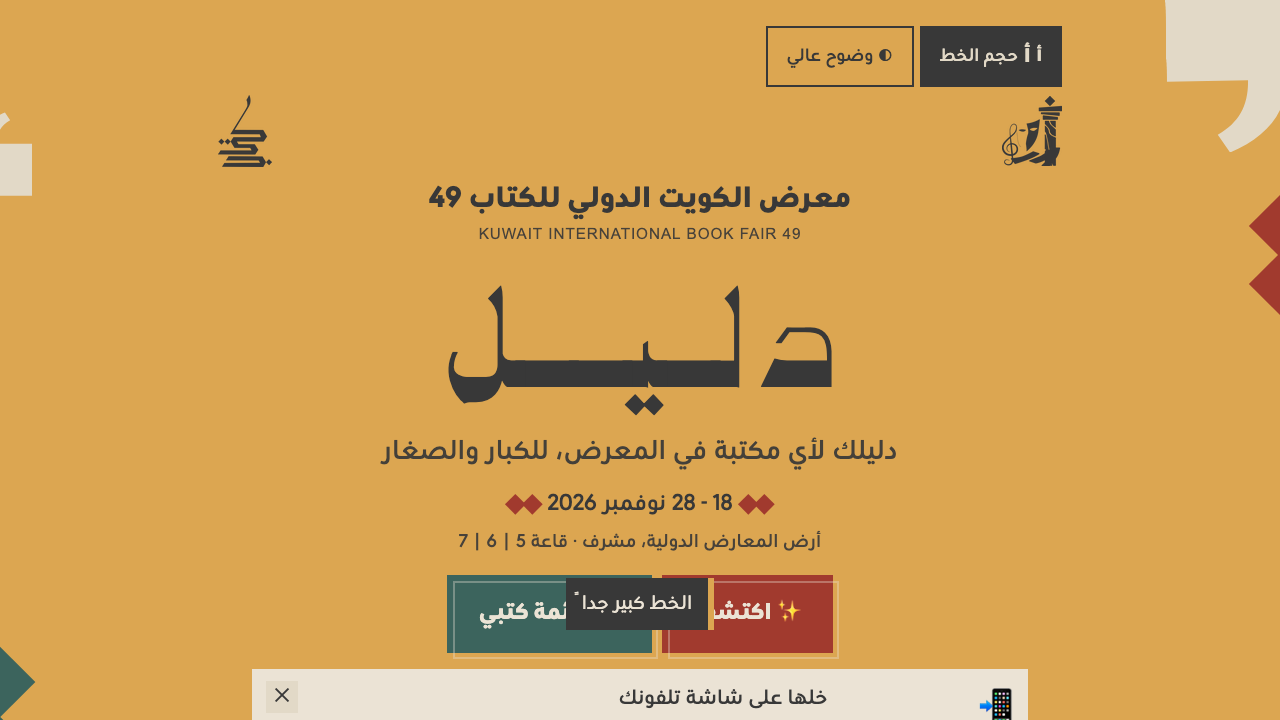 أ أ حجم الخط
◐ وضوح عالي
معرض الكويت الدولي للكتاب 49
KUWAIT INTERNATIONAL BOOK FAIR 49
دليل
دليلك لأي مكتبة في المعرض، للكبار والصغار
18 - 28 نوفمبر 2026
أرض المعارض الدولية، مشرف · قاعة 5 | 6 | 7
كتبي
الخط كبير جداً
خلها على شاشة تلفونك